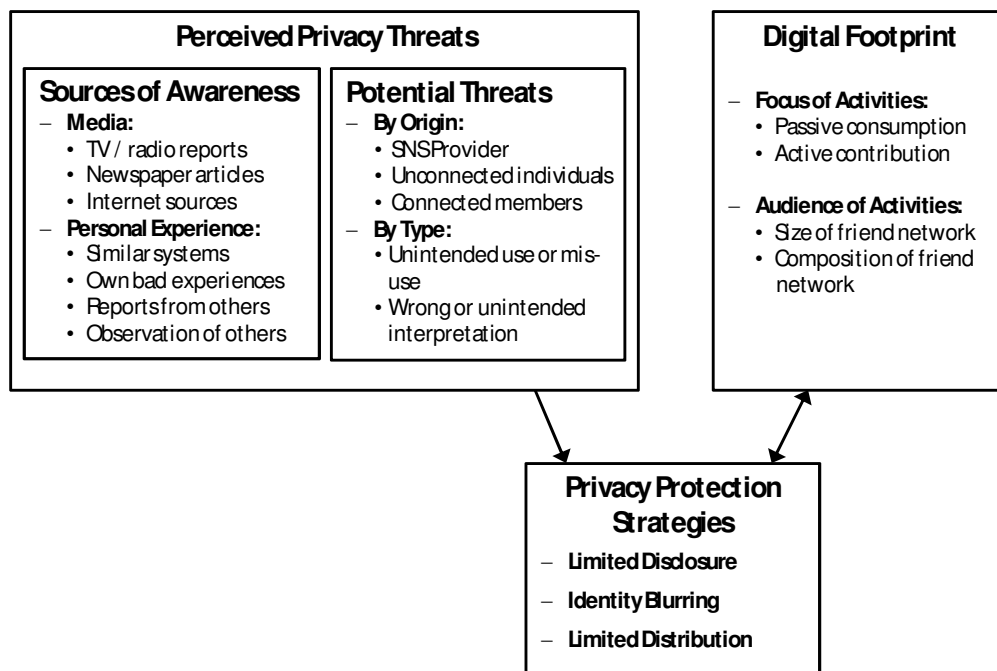 Perceived Privacy Threats
Sources of Awareness
– Media:
• TV / radio reports
• Newspaper articles
• Internet sources
– Personal Experience:
• Similar systems
• Own bad experiences
• Reports from others
• Observation of others
Potential Threats
– By Origin:
• SNS Provider
• Unconnected individuals
• Connected members
– By Type:
• Unintended use or mis-
use
• Wrong or unintended
interpretation
Digital Footprint
– Focus of Activities:
• Passive consumption
• Active contribution
– Audience of Activities:
• Size of friend network
• Composition of friend
network
Privacy Protection
Strategies
– Limited Disclosure
– Identity Blurring
– Limited Distribution